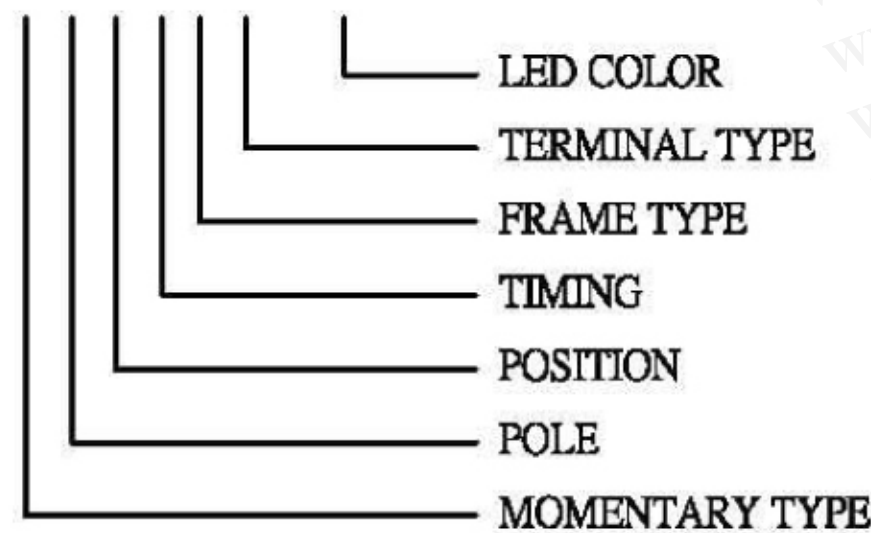 LED COLOR
TERMINAL TYPE
FRAME TYPE
TIMING
POSITION
POLE
MOMENTARY TYPE